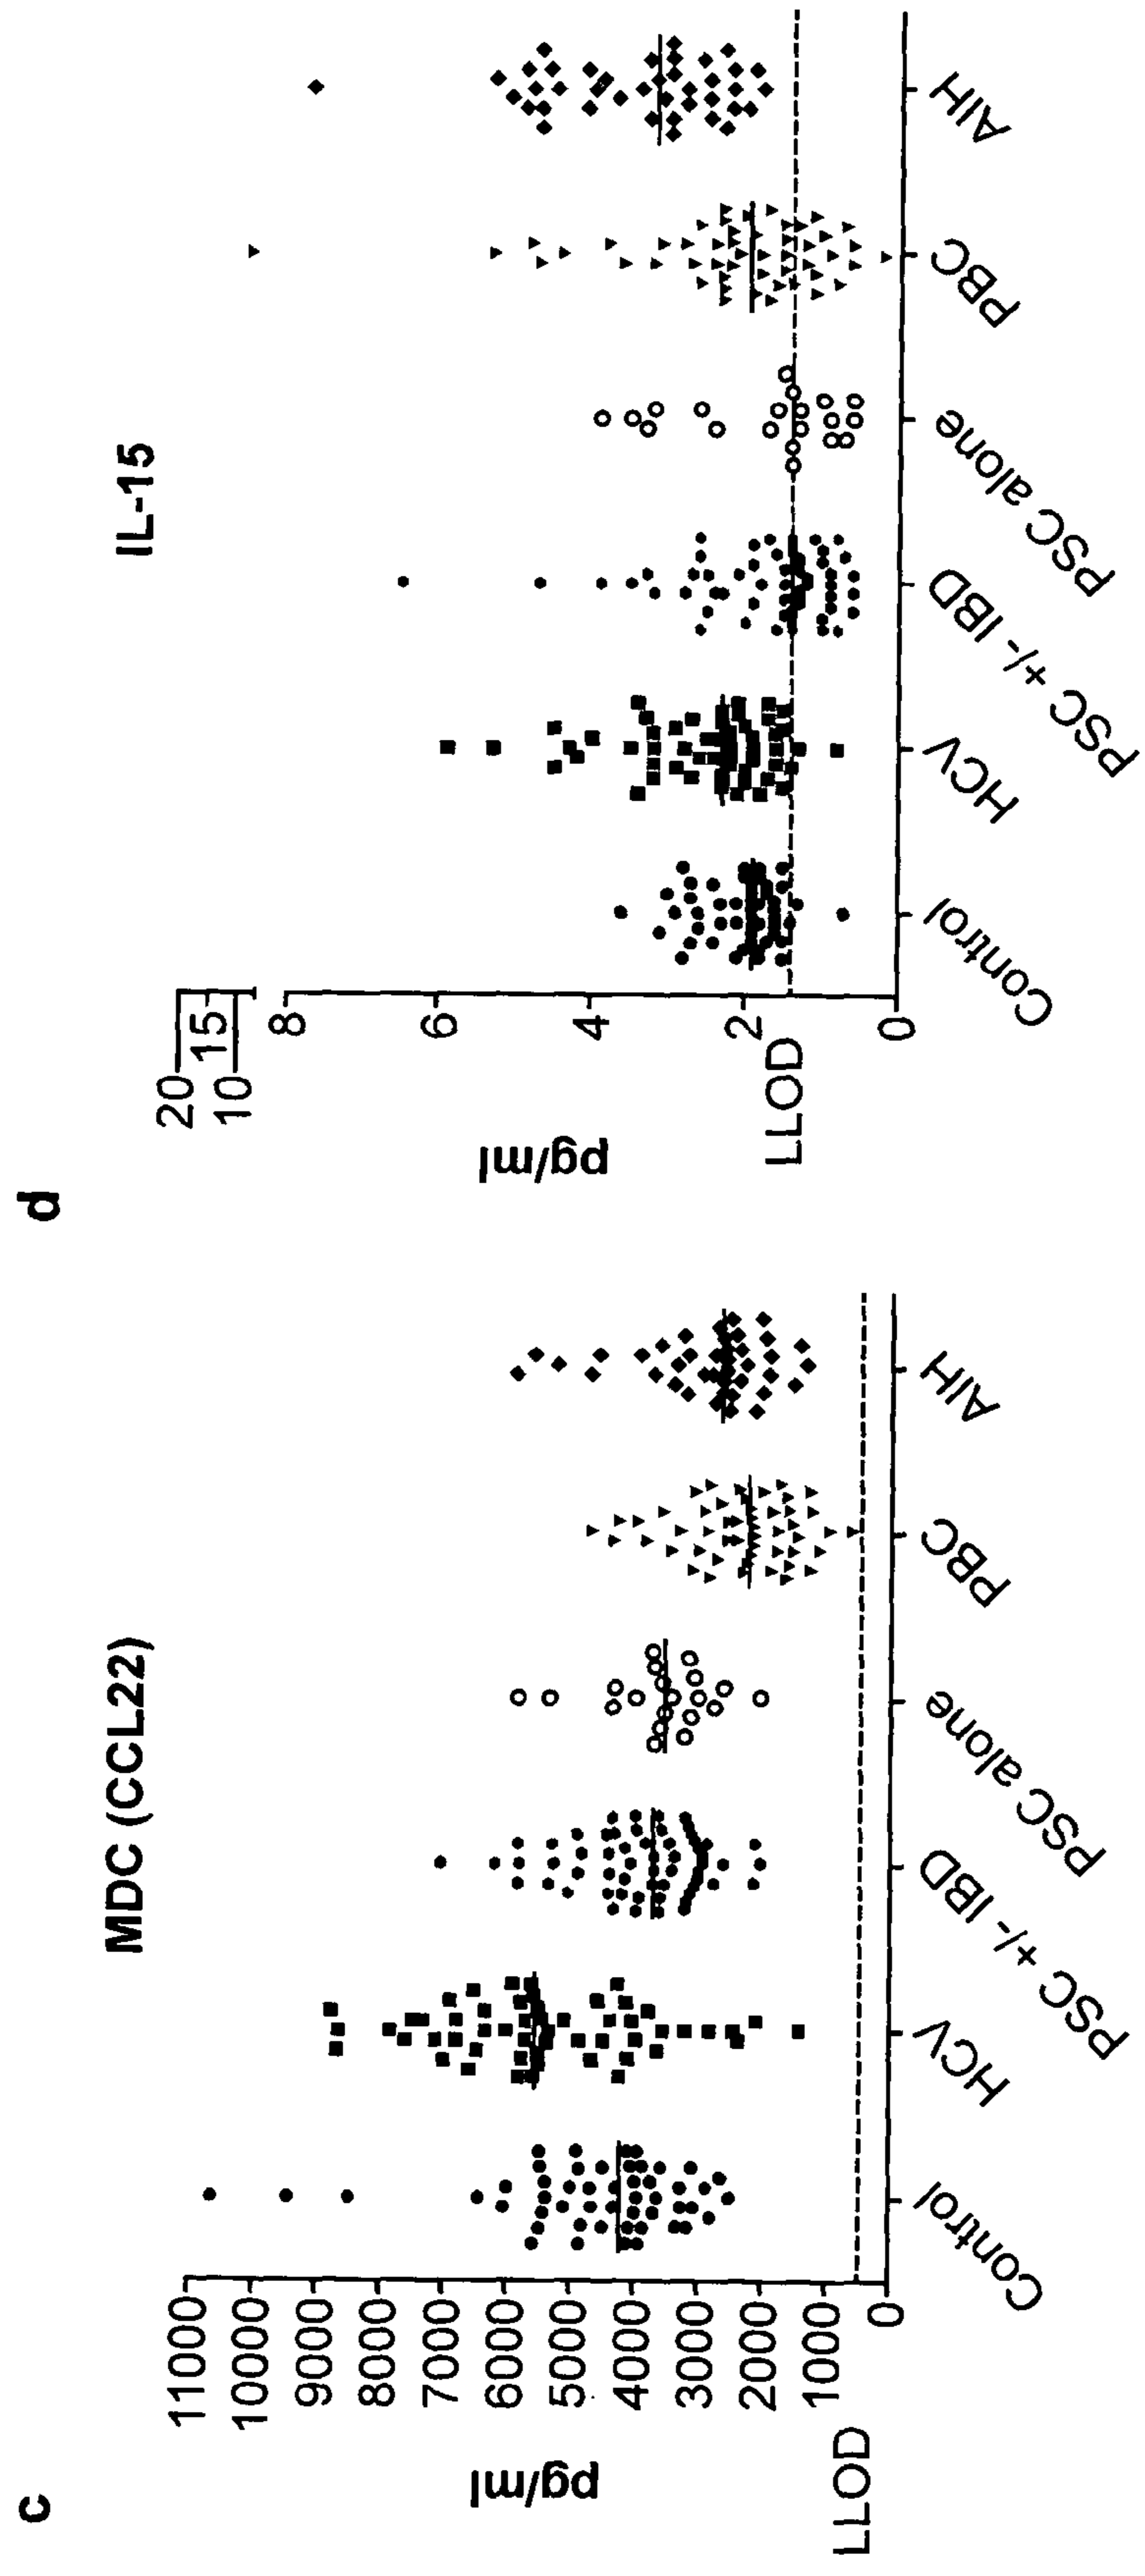 c
MDC (CCL22)
pg/ml
11000
10000
9000
8000
7000
6000
5000
4000
3000
2000
1000
0
LLOD
Control
HCV
PSC +/- IBD
PSC alone
PBC
AIH
d
IL-15
pg/ml
20
15
10
8
6
4
2
0
LLOD
Control
HCV
PSC +/- IBD
PSC alone
PBC
AIH